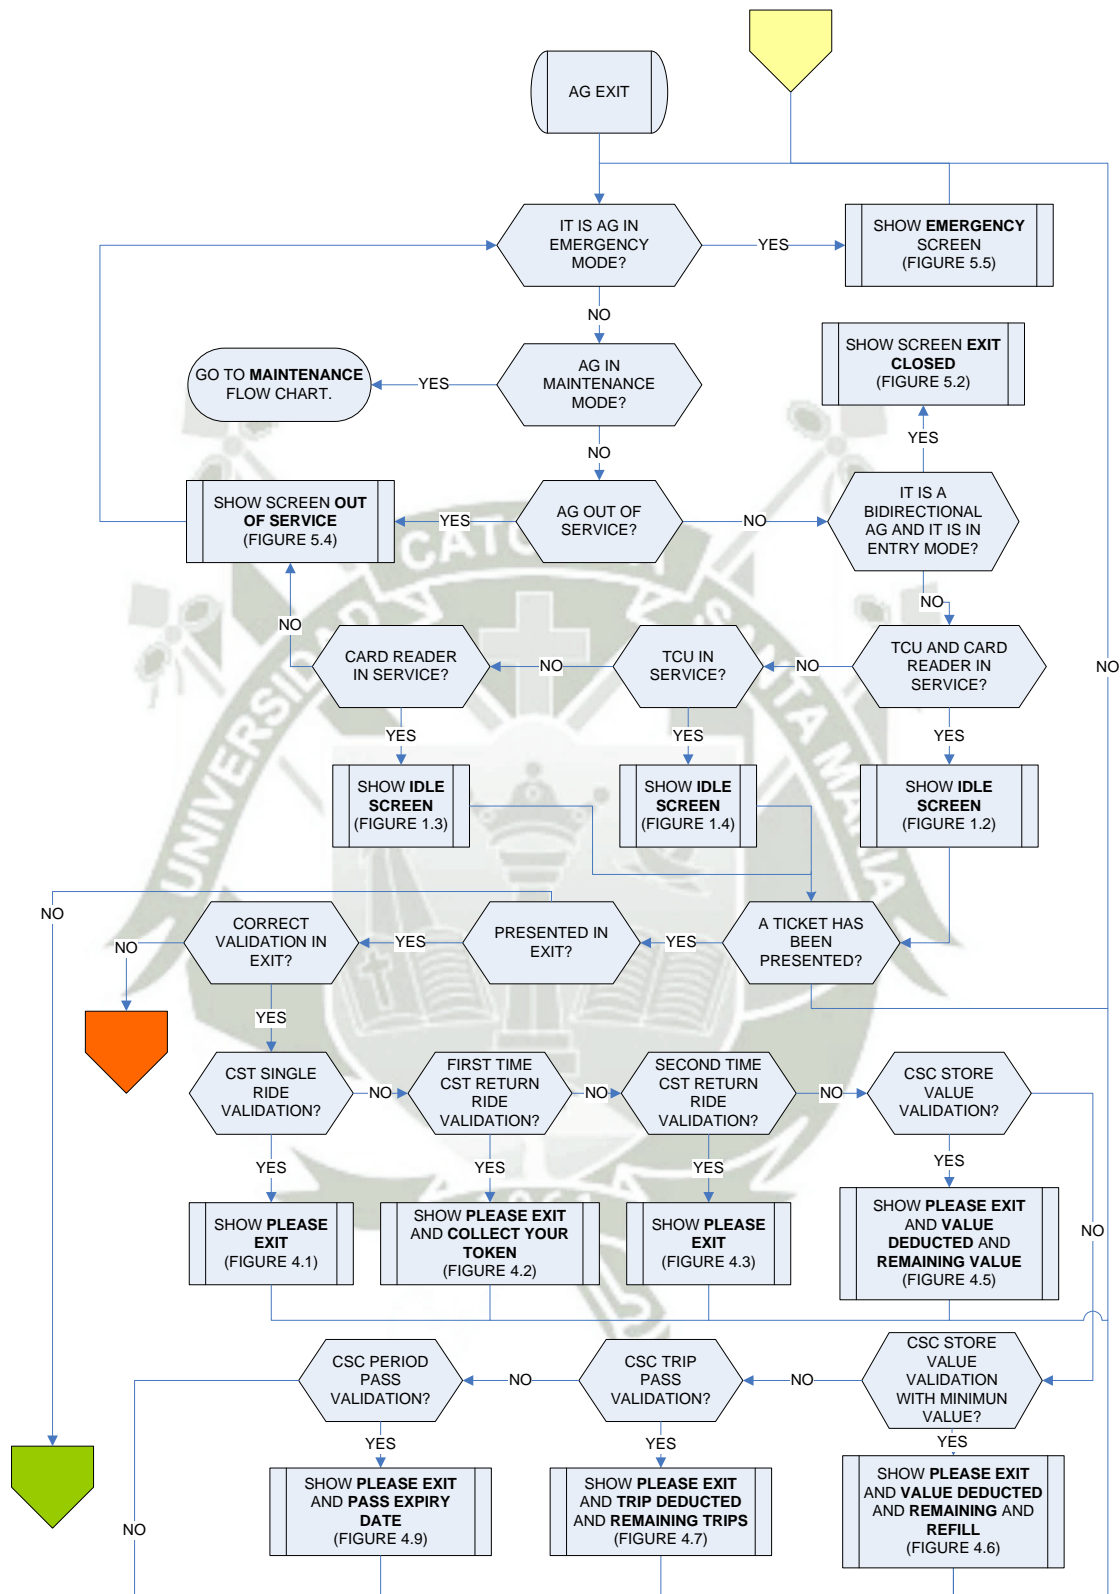 AG EXIT
IT IS AG IN
EMERGENCY
MODE?
YES
SHOW EMERGENCY
SCREEN
(FIGURE 5.5)
NO
SHOW SCREEN EXIT
CLOSED
(FIGURE 5.2)
GO TO MAINTENANCE
FLOW CHART.
YES
AG IN
MAINTENANCE
MODE?
YES
NO
SHOW SCREEN OUT
OF SERVICE
(FIGURE 5.4)
YES
AG OUT OF
SERVICE?
NO
IT IS A
BIDIRECTIONAL
AG AND IT IS IN
ENTRY MODE?
NO
NO
CARD READER
IN SERVICE?
NO
TCU IN
SERVICE?
NO
TCU AND CARD
READER IN
SERVICE?
NO
YES
YES
YES
SHOW IDLE
SCREEN
(FIGURE 1.3)
SHOW IDLE
SCREEN
(FIGURE 1.4)
SHOW IDLE
SCREEN
(FIGURE 1.2)
NO
NO
CORRECT
VALIDATION IN
EXIT?
YES
PRESENTED IN
EXIT?
YES
A TICKET HAS
BEEN
PRESENTED?
YES
CST SINGLE
RIDE
VALIDATION?
NO
FIRST TIME
CST RETURN
RIDE
VALIDATION?
NO
SECOND TIME
CST RETURN
RIDE
VALIDATION?
NO
CSC STORE
VALUE
VALIDATION?
YES
YES
YES
YES
SHOW PLEASE
EXIT
(FIGURE 4.1)
SHOW PLEASE EXIT
AND COLLECT YOUR
TOKEN
(FIGURE 4.2)
SHOW PLEASE
EXIT
(FIGURE 4.3)
SHOW PLEASE EXIT
AND VALUE
DEDUCTED AND
REMAINING VALUE
(FIGURE 4.5)
NO
CSC PERIOD
PASS
VALIDATION?
NO
CSC TRIP
PASS
VALIDATION?
NO
CSC STORE
VALUE
VALIDATION
WITH MINIMUN
VALUE?
YES
YES
YES
NO
SHOW PLEASE EXIT
AND PASS EXPIRY
DATE
(FIGURE 4.9)
SHOW PLEASE EXIT
AND TRIP DEDUCTED
AND REMAINING TRIPS
(FIGURE 4.7)
SHOW PLEASE EXIT
AND VALUE DEDUCTED
AND REMAINING AND
REFILL
(FIGURE 4.6)
UNIVERSIDAD CATOLICA SANTA MARIA